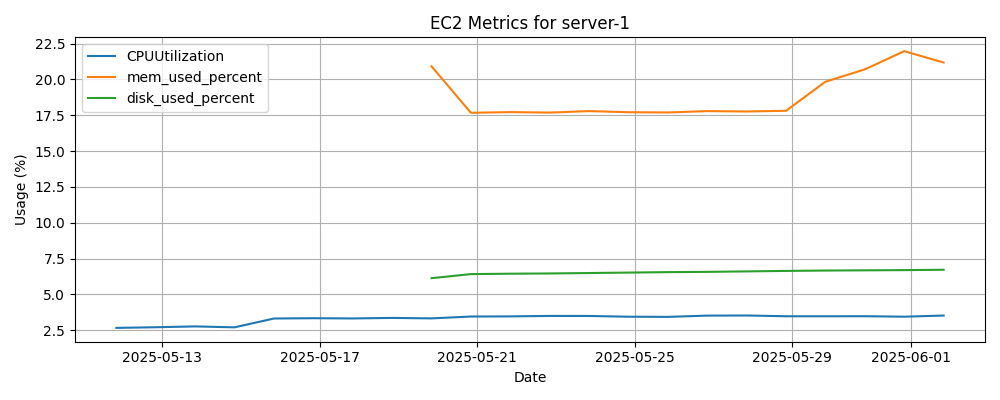 EC2 Metrics for server-1
CPUUtilization
mem_used_percent
disk_used_percent
Usage (%)
22.5
20.0
17.5
15.0
12.5
10.0
7.5
5.0
2.5
2025-05-13 2025-05-17 2025-05-21 2025-05-25 2025-05-29 2025-06-01
Date